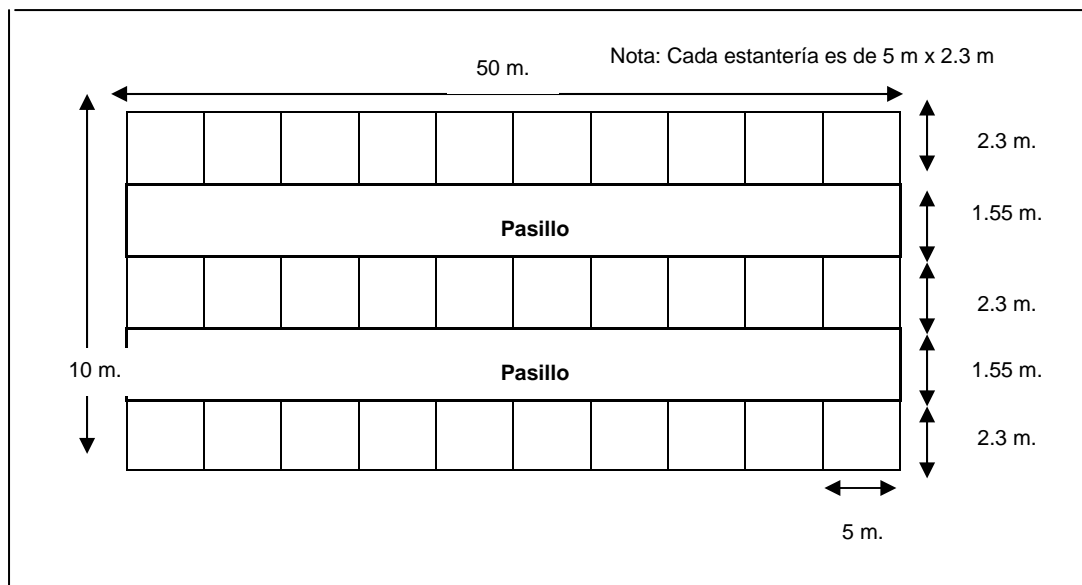 Nota: Cada estantería es de 5 m x 2.3 m
50 m.
2.3 m.
1.55 m.
Pasillo
2.3 m.
10 m.
Pasillo
1.55 m.
2.3 m.
5 m.